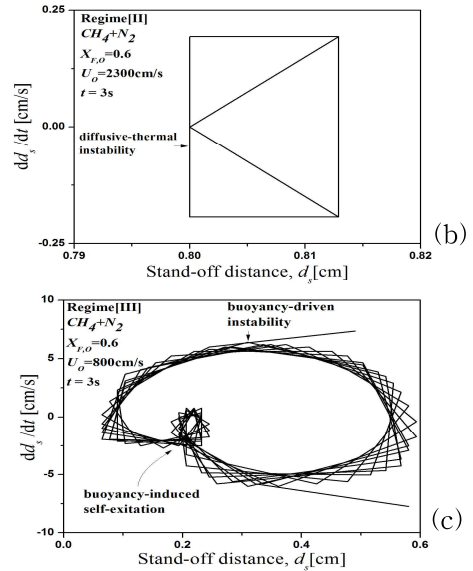 0.25
Regime[II]
CH4+N2
XF,O=0.6
UO=2300cm/s
t = 3s
0.00
diffusive-thermal
instability
dds/dt [cm/s]
-0.25
0.79 0.80 0.81 0.82
Stand-off distance, ds[cm]
(b)
10
Regime[III]
CH4+N2
XF,O=0.6
UO=800cm/s
t = 3s
buoyancy-driven
instability
5
0
dds/dt [cm/s]
-5
buoyancy-induced
self-exitation
-10
0.0 0.2 0.4 0.6
Stand-off distance, ds[cm]
(c)